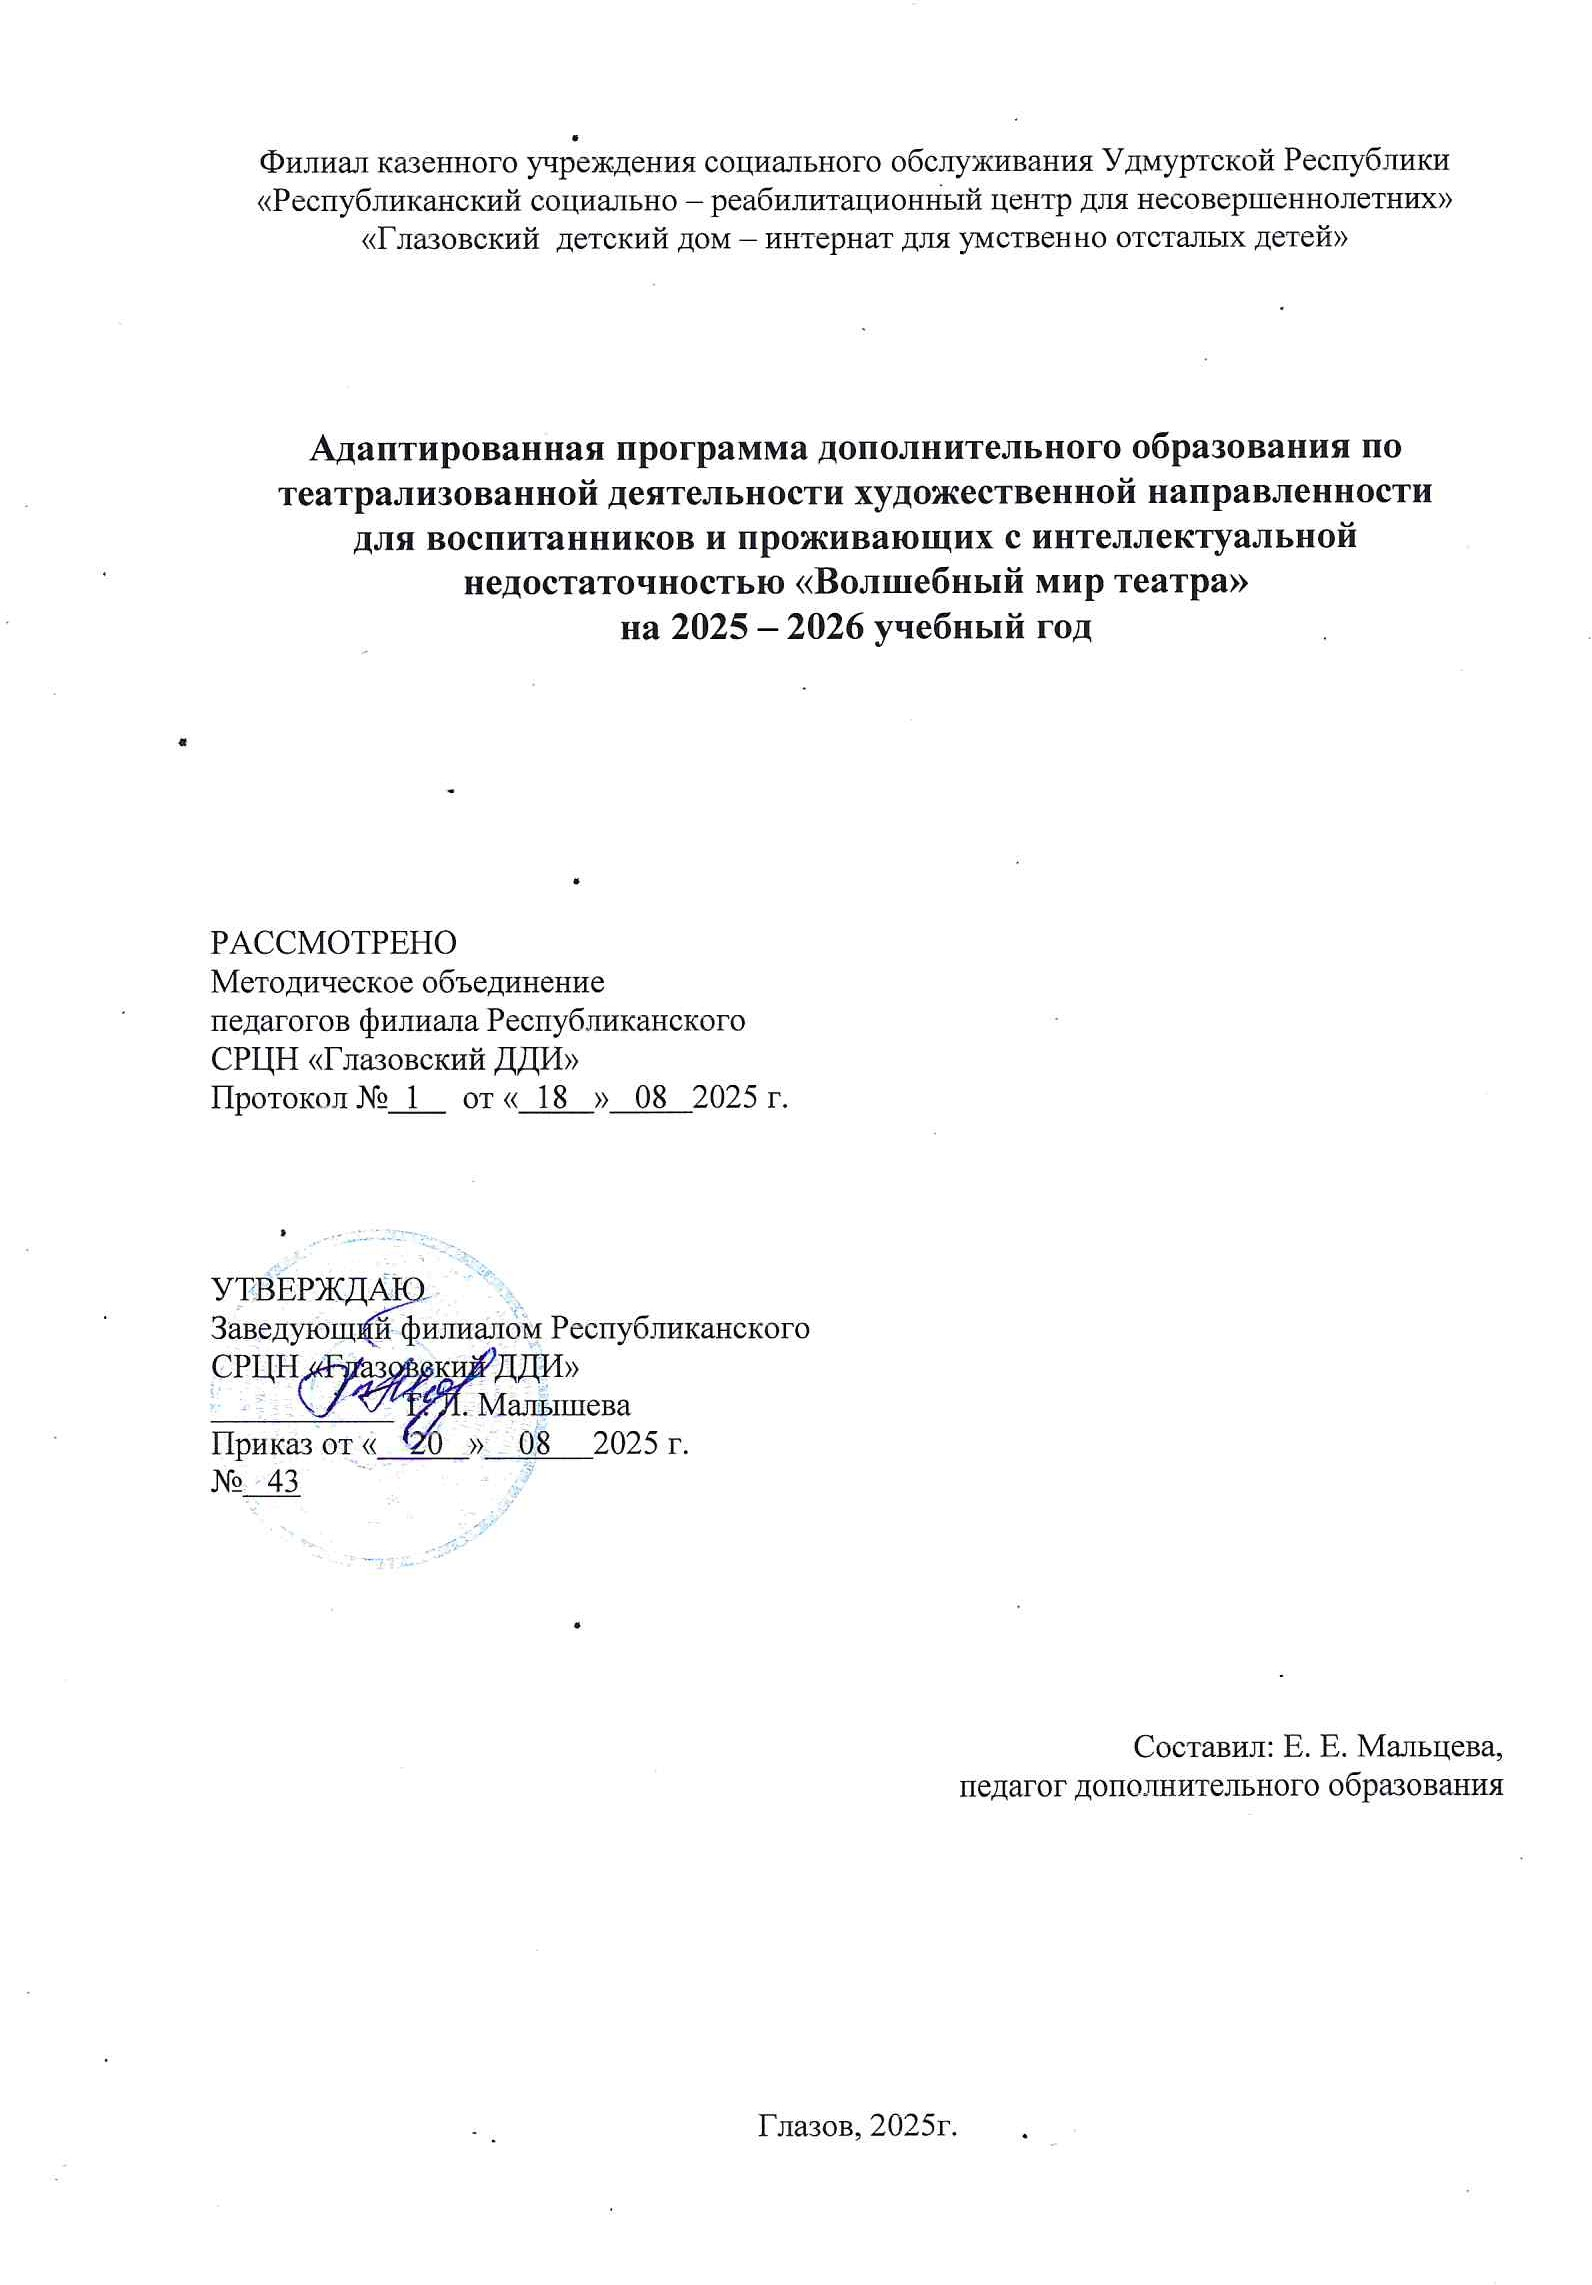 Филиал казенного учреждения социального обслуживания Удмуртской Республики
«Республиканский социально – реабилитационный центр для несовершеннолетних»
«Глазовский детский дом – интернат для умственно отсталых детей»
Адаптированная программа дополнительного образования по
театрализованной деятельности художественной направленности
для воспитанников и проживающих с интеллектуальной
недостаточностью «Волшебный мир театра»
на 2025 – 2026 учебный год
РАССМОТРЕНО
Методическое объединение
педагогов филиала Республиканского
СРЦН «Глазовский ДДИ»
Протокол № 1 от « 18 » 08 2025 г.
УТВЕРЖДАЮ
Заведующий филиалом Республиканского
СРЦН «Глазовский ДДИ»
Малышева
Приказ от « 20 » 08 2025 г.
№ 43
Составил: Е. Е. Мальцева,
педагог дополнительного образования
Глазов, 2025г.